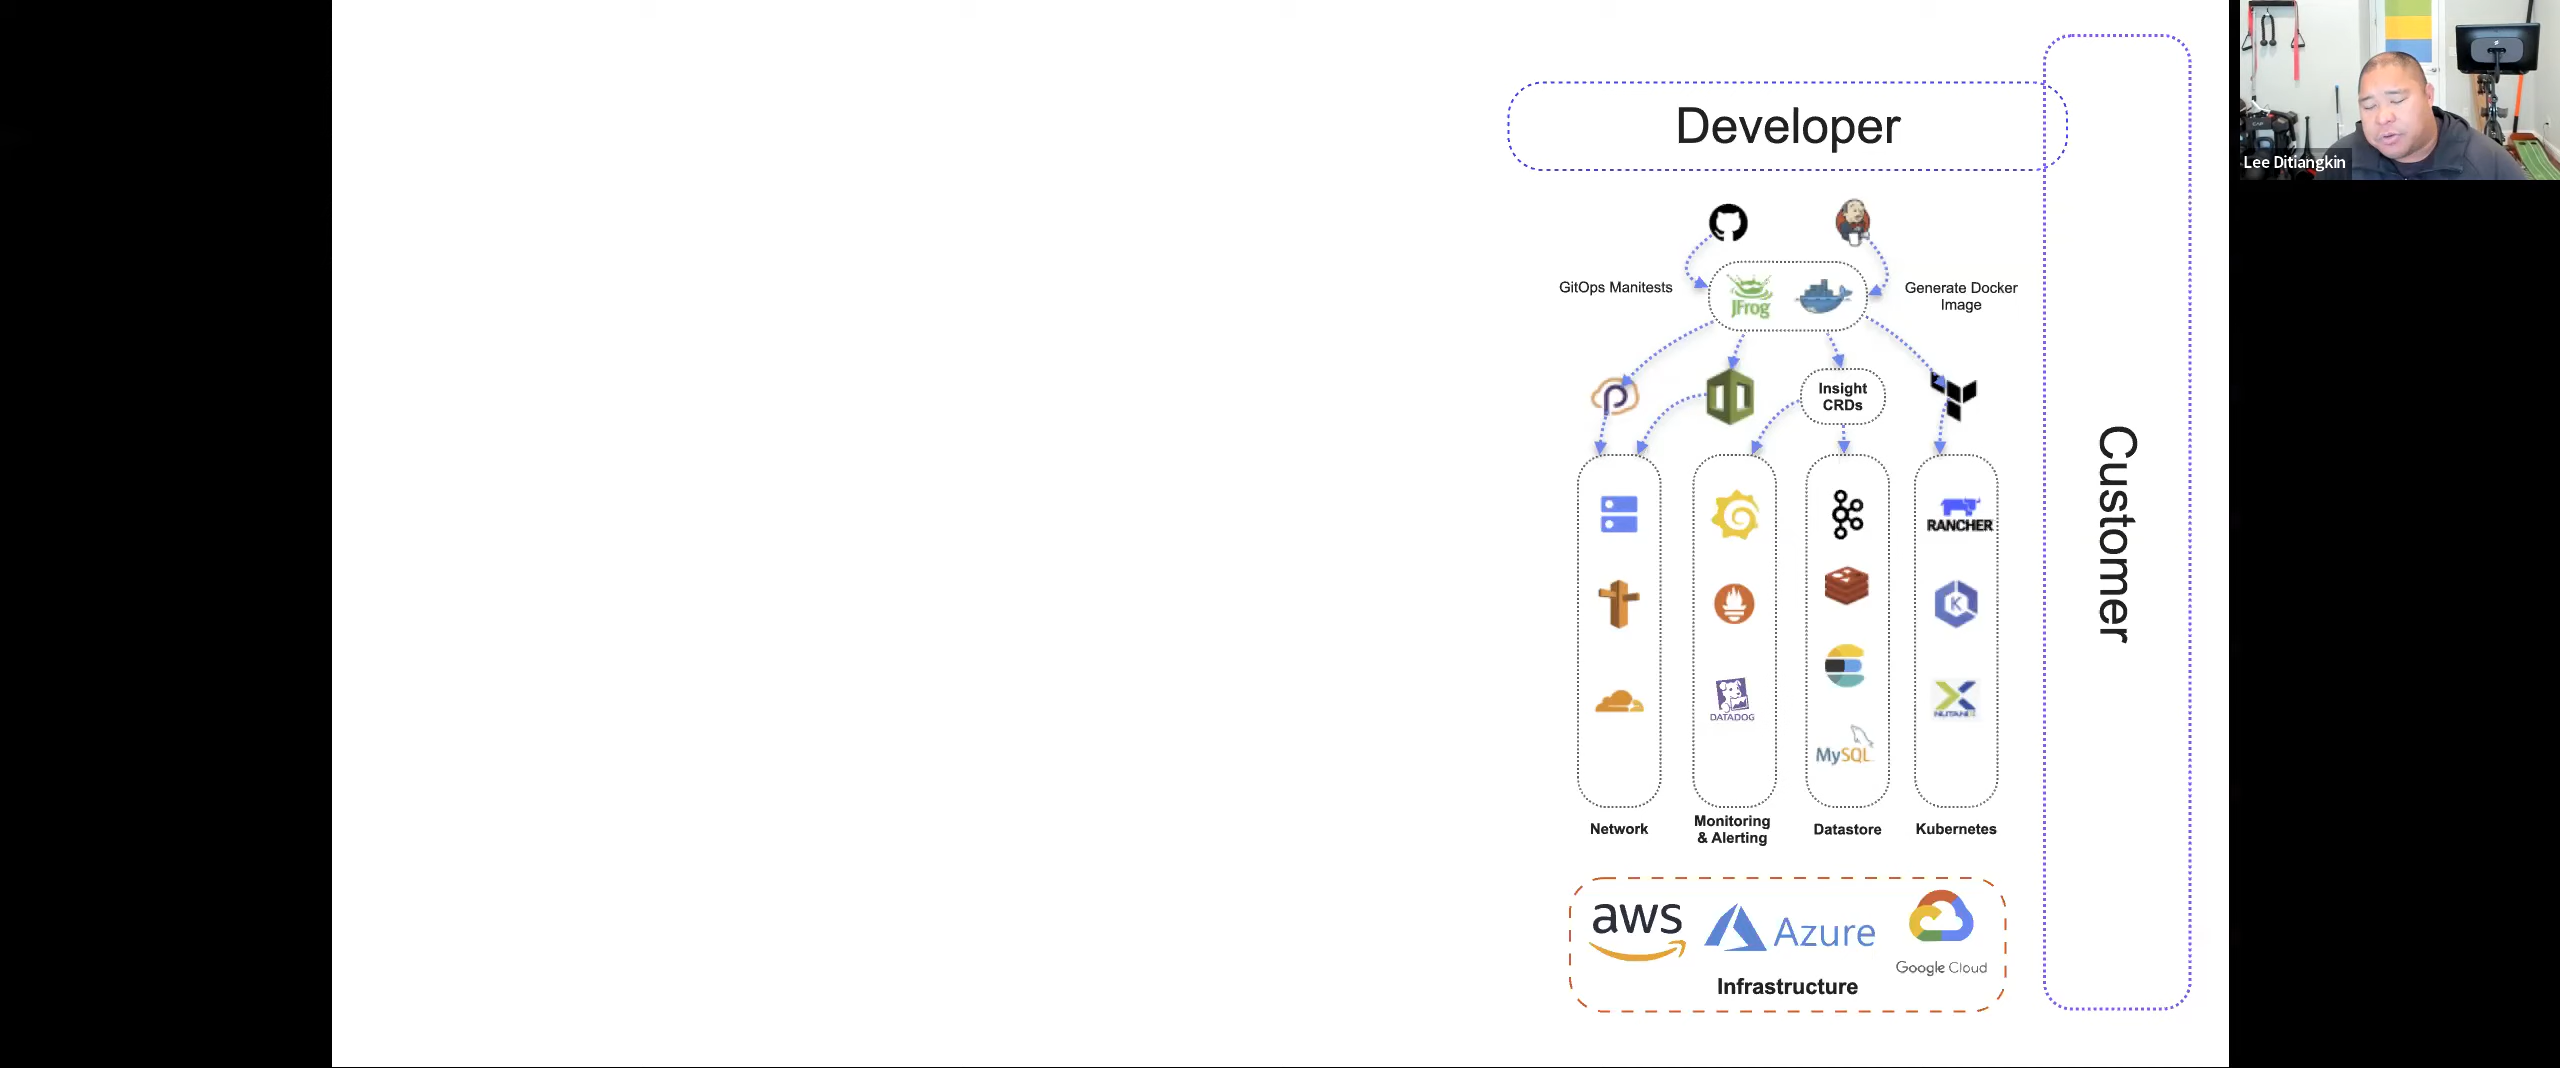 Developer
Lee Ditiangkin
GitOps Manifests
JFrog
Generate Docker
Image
Insight
CRDs
RANCHER
K
DATADOG
NUTANIX
MySQL
Network
Monitoring
& Alerting
Datastore
Kubernetes
aws
Azure
Google Cloud
Infrastructure
Customer